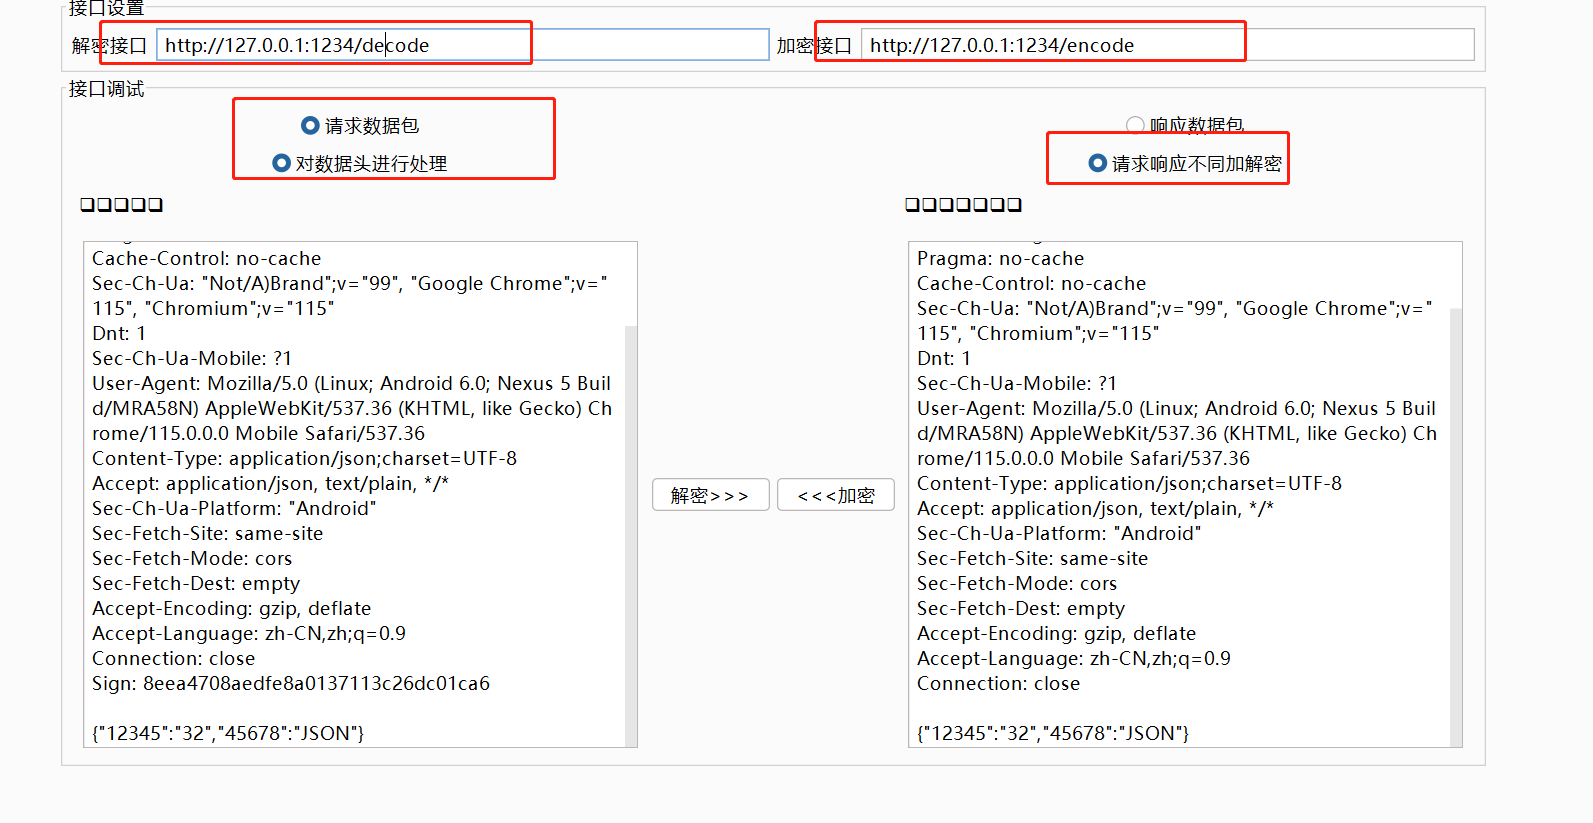 接口设置
解密接口 http://127.0.0.1:1234/decode 加密接口 http://127.0.0.1:1234/encode
接口调试
请求数据包 响应数据包
对数据头进行处理 请求响应不同加解密
Cache-Control: no-cache
Sec-Ch-Ua: "Not/A)Brand";v="99", "Google Chrome";v="
115", "Chromium";v="115"
Dnt: 1
Sec-Ch-Ua-Mobile: ?1
User-Agent: Mozilla/5.0 (Linux; Android 6.0; Nexus 5 Buil
d/MRA58N) AppleWebKit/537.36 (KHTML, like Gecko) Ch
rome/115.0.0.0 Mobile Safari/537.36
Content-Type: application/json;charset=UTF-8
Accept: application/json, text/plain, */*
Sec-Ch-Ua-Platform: "Android"
Sec-Fetch-Site: same-site
Sec-Fetch-Mode: cors
Sec-Fetch-Dest: empty
Accept-Encoding: gzip, deflate
Accept-Language: zh-CN,zh;q=0.9
Connection: close
Sign: 8eea4708aedfe8a0137113c26dc01ca6
{"12345":"32","45678":"JSON"}
解密>>> <<<加密
Pragma: no-cache
Cache-Control: no-cache
Sec-Ch-Ua: "Not/A)Brand";v="99", "Google Chrome";v="
115", "Chromium";v="115"
Dnt: 1
Sec-Ch-Ua-Mobile: ?1
User-Agent: Mozilla/5.0 (Linux; Android 6.0; Nexus 5 Buil
d/MRA58N) AppleWebKit/537.36 (KHTML, like Gecko) Ch
rome/115.0.0.0 Mobile Safari/537.36
Content-Type: application/json;charset=UTF-8
Accept: application/json, text/plain, */*
Sec-Ch-Ua-Platform: "Android"
Sec-Fetch-Site: same-site
Sec-Fetch-Mode: cors
Sec-Fetch-Dest: empty
Accept-Encoding: gzip, deflate
Accept-Language: zh-CN,zh;q=0.9
Connection: close
{"12345":"32","45678":"JSON"}